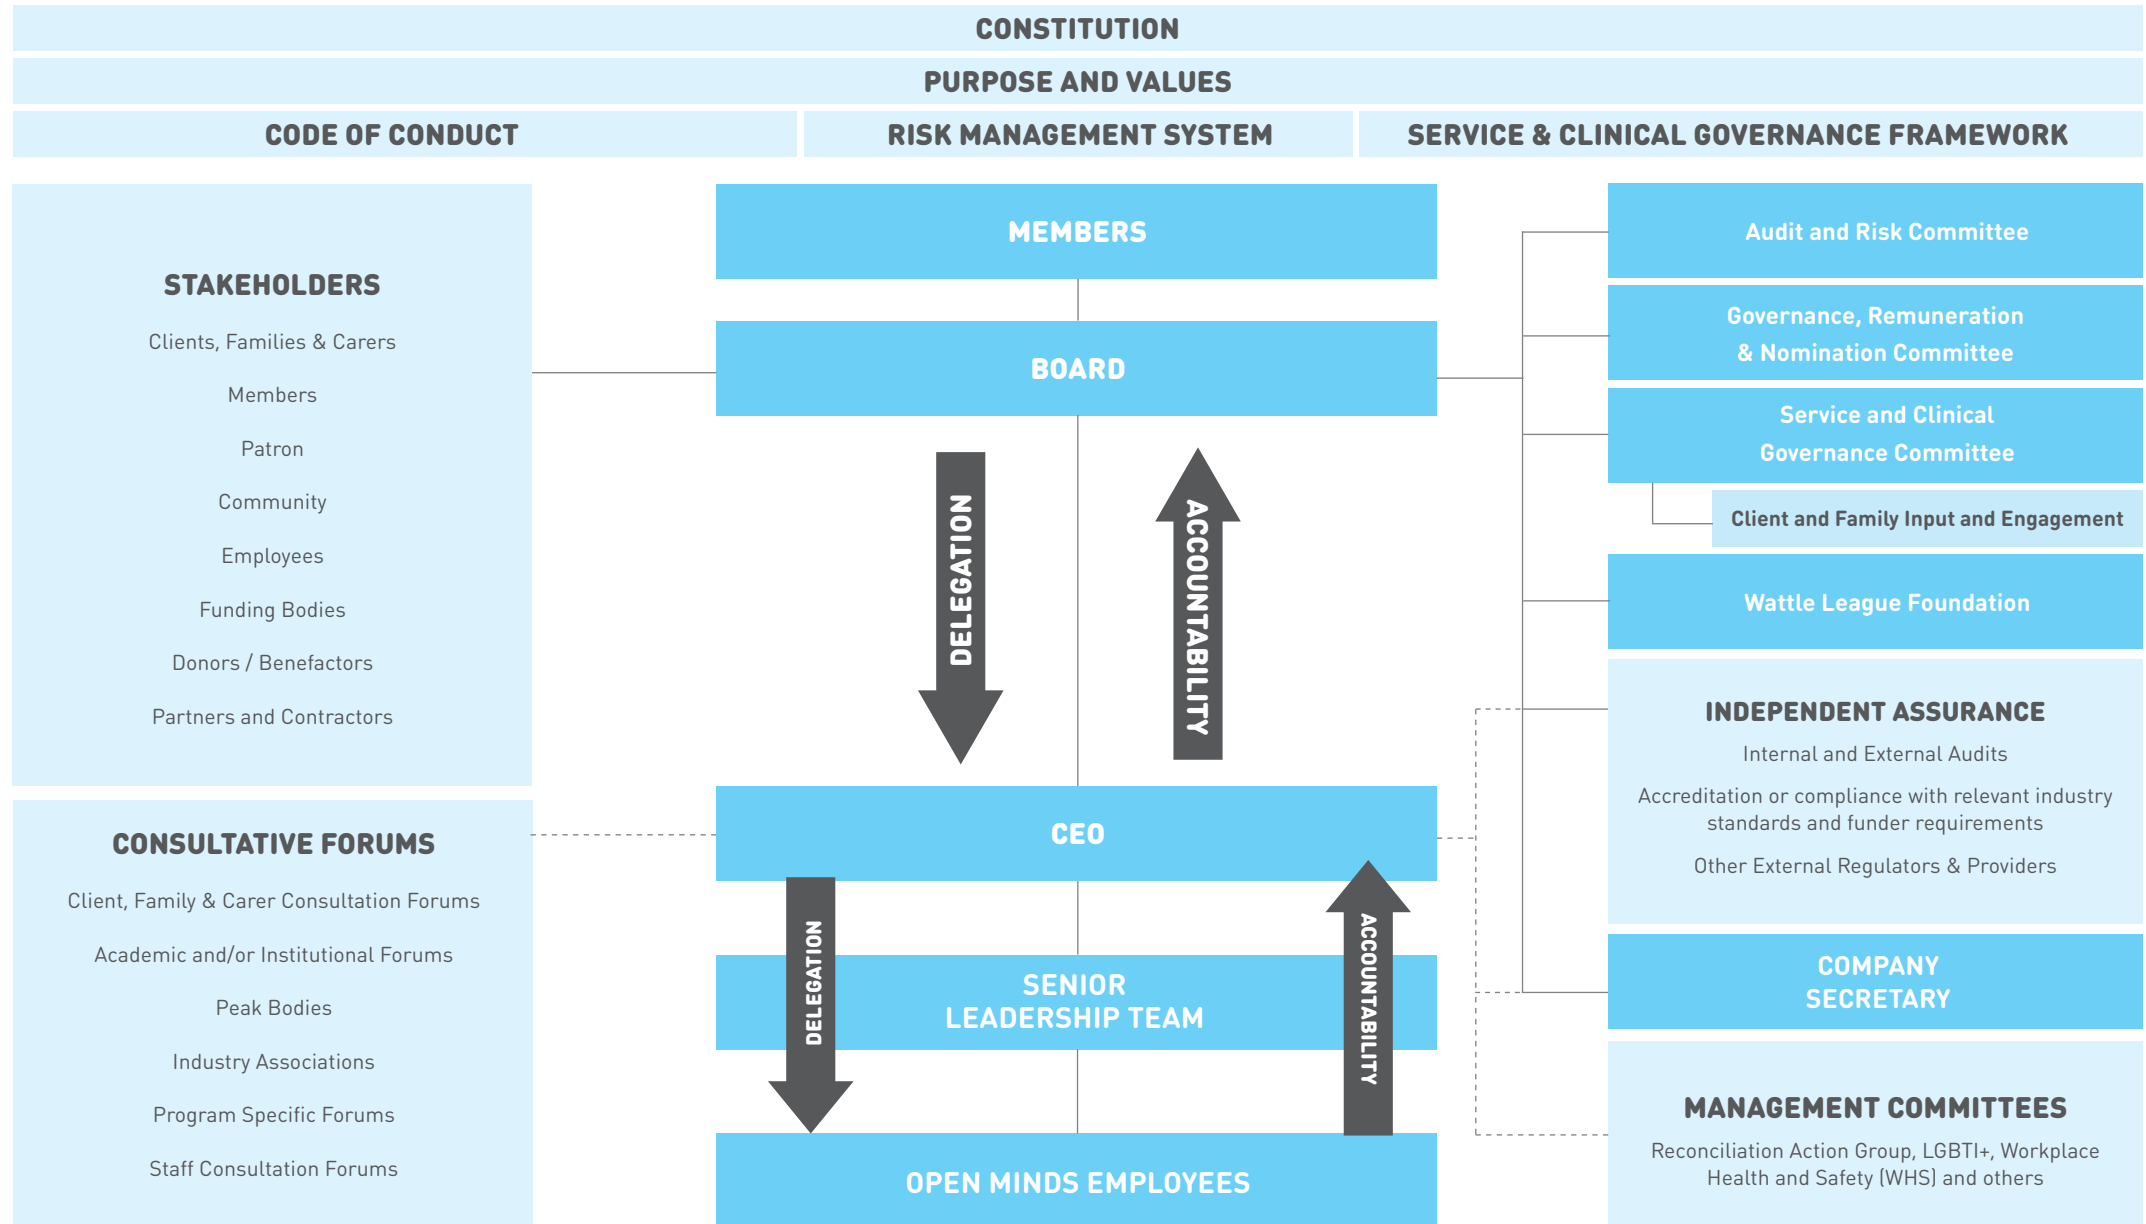 CONSTITUTION
PURPOSE AND VALUES
CODE OF CONDUCT
RISK MANAGEMENT SYSTEM
SERVICE & CLINICAL GOVERNANCE FRAMEWORK
STAKEHOLDERS
Clients, Families & Carers
Members
Patron
Community
Employees
Funding Bodies
Donors / Benefactors
Partners and Contractors
CONSULTATIVE FORUMS
Client, Family & Carer Consultation Forums
Academic and/or Institutional Forums
Peak Bodies
Industry Associations
Program Specific Forums
Staff Consultation Forums
MEMBERS
BOARD
DELEGATION
ACCOUNTABILITY
CEO
DELEGATION
ACCOUNTABILITY
SENIOR
LEADERSHIP TEAM
OPEN MINDS EMPLOYEES
Audit and Risk Committee
Governance, Remuneration
& Nomination Committee
Service and Clinical
Governance Committee
Client and Family Input and Engagement
Wattle League Foundation
INDEPENDENT ASSURANCE
Internal and External Audits
Accreditation or compliance with relevant industry
standards and funder requirements
Other External Regulators & Providers
COMPANY
SECRETARY
MANAGEMENT COMMITTEES
Reconciliation Action Group, LGBTI+, Workplace
Health and Safety (WHS) and others